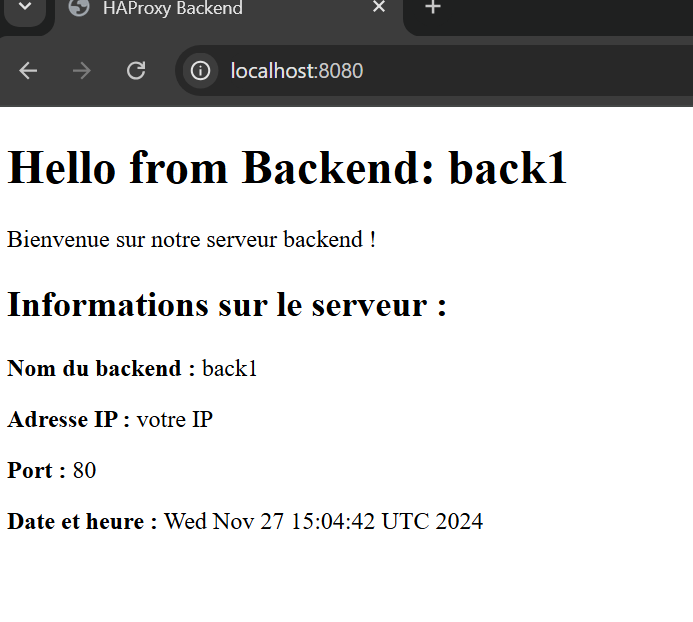 HAProxy Backend
localhost:8080
Hello from Backend: back1
Bienvenue sur notre serveur backend !
Informations sur le serveur :
Nom du backend : back1
Adresse IP : votre IP
Port : 80
Date et heure : Wed Nov 27 15:04:42 UTC 2024